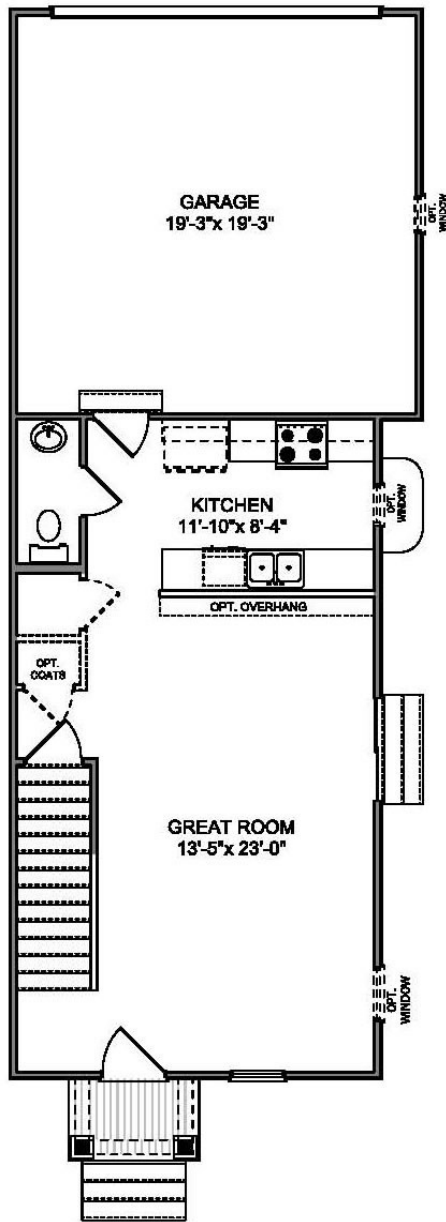 GARAGE
19'-3"x 19'-3"
OPT.
WINDOW
KITCHEN
11'-10"x 8'-4"
OPT.
WINDOW
OPT. OVERHANG
OPT.
COATS
GREAT ROOM
13'-5"x 23'-0"
OPT.
WINDOW